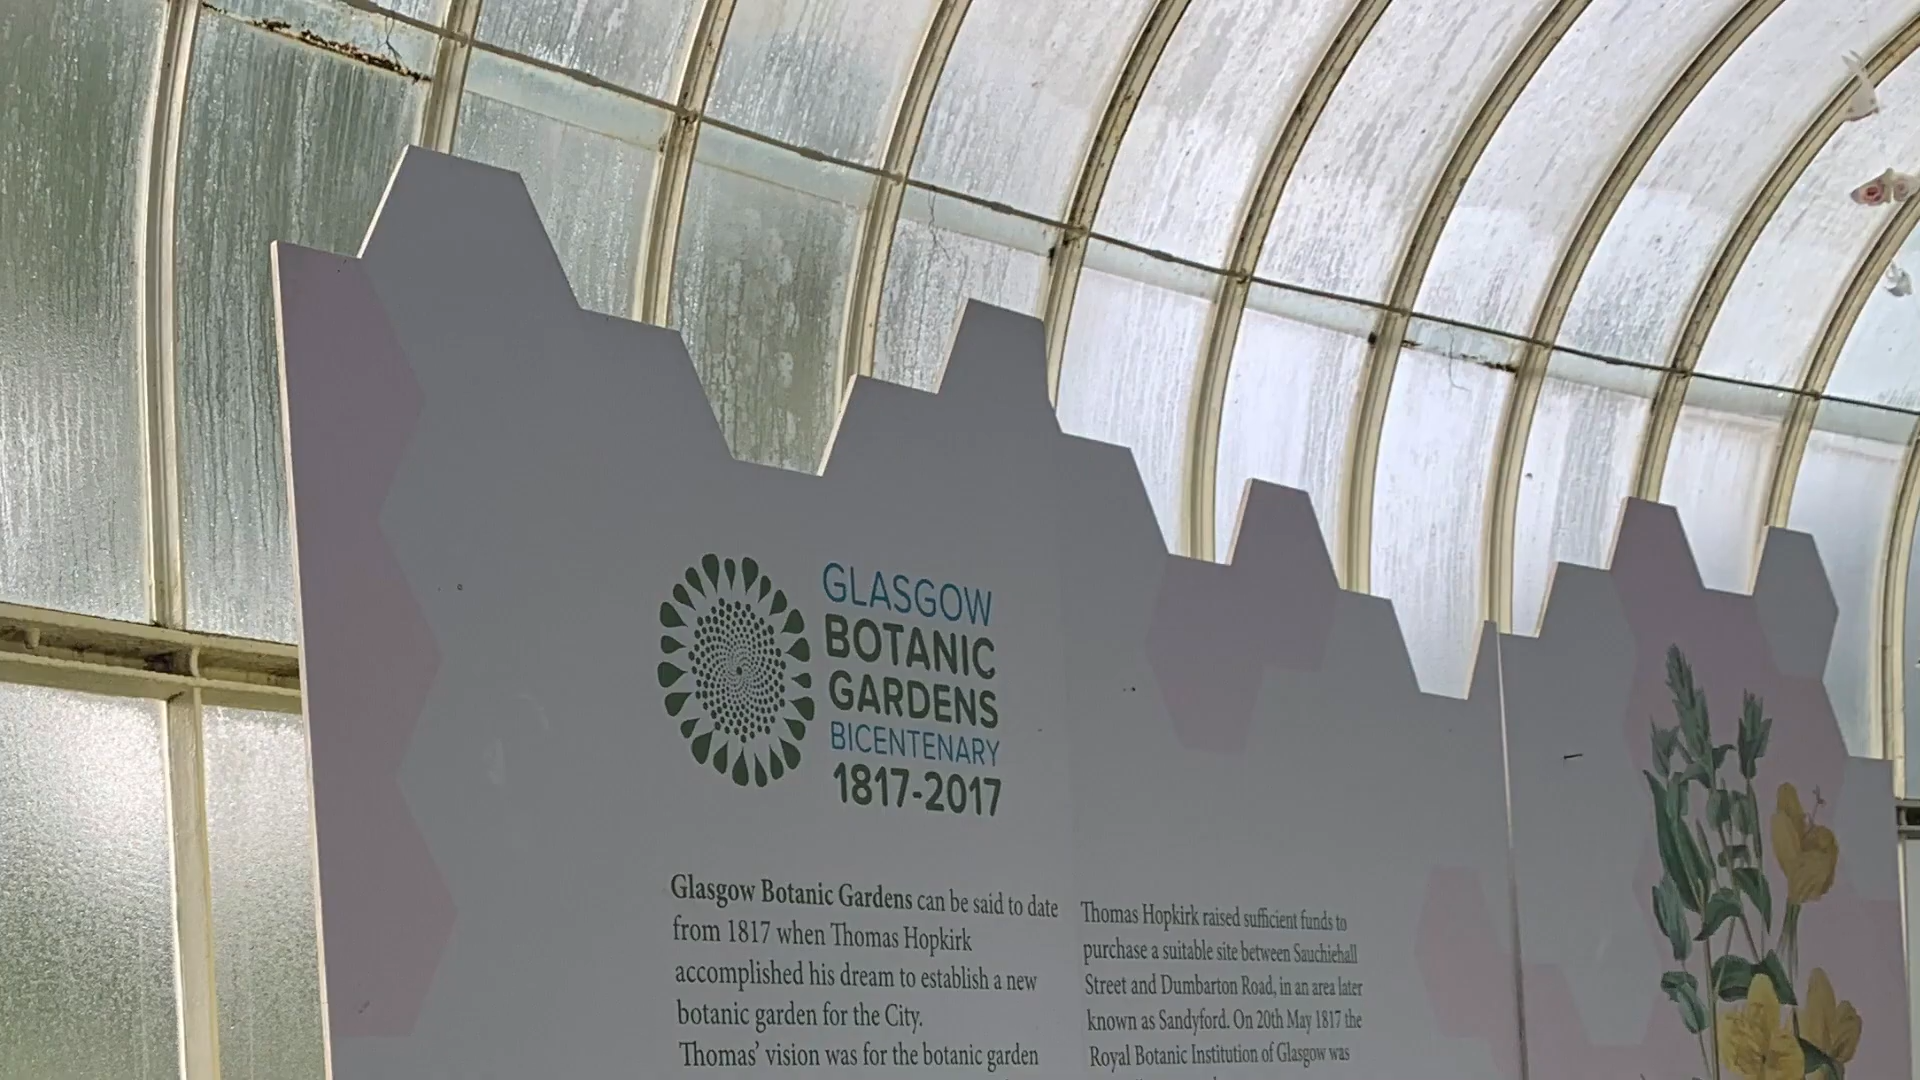 GLASGOW
BOTANIC
GARDENS
BICENTENARY
1817-2017
Glasgow Botanic Gardens can be said to date
from 1817 when Thomas Hopkirk
accomplished his dream to establish a new
botanic garden for the City.
Thomas’ vision was for the botanic garden
Thomas Hopkirk raised sufficient funds to
purchase a suitable site between Sauchiehall
Street and Dumbarton Road, in an area later
known as Sandyford. On 20th May 1817 the
Royal Botanic Institution of Glasgow was